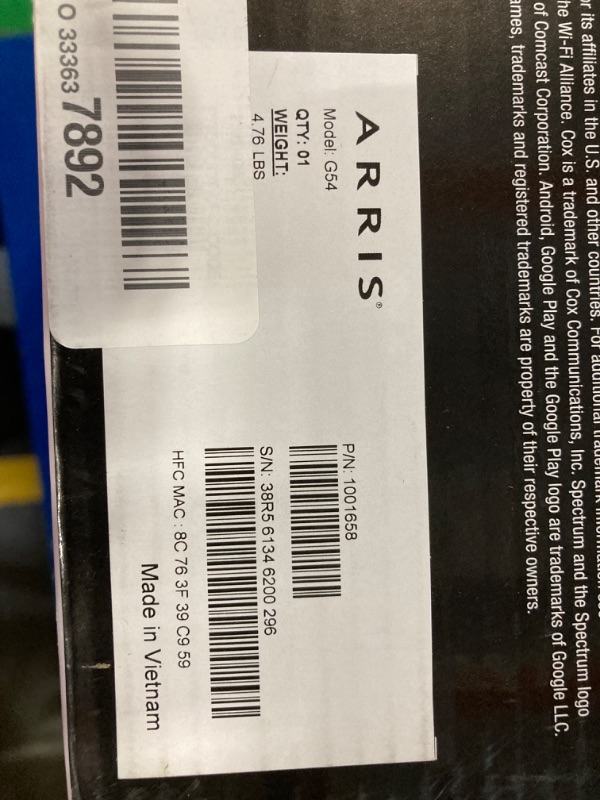 r its affiliates in the U.S. and other countries. For additional trademark information
he Wi-Fi Alliance. Cox is a trademark of Cox Communications, Inc. Spectrum and the Spectrum logo
of Comcast Corporation. Android, Google Play and the Google Play logo are trademarks of Google LLC.
ames, trademarks and registered trademarks are property of their respective owners.
ARRIS®
Model: G54
QTY: 01
WEIGHT:
4.76 LBS
P/N: 1001658
S/N: 38R5 6134 6200 296
HFC MAC : 8C 76 3F 39 C9 59
Made in Vietnam
O 33363 7892